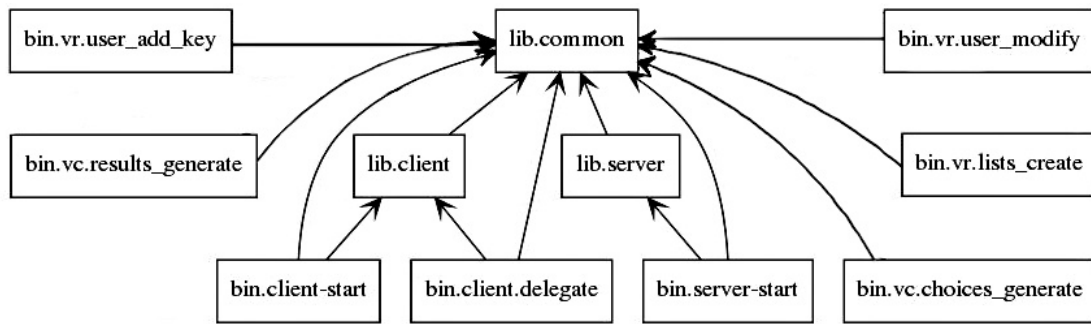 bin.vr.user_add_key
lib.common
bin.vr.user_modify
bin.vc.results_generate
lib.client
lib.server
bin.vr.lists_create
bin.client-start
bin.client.delegate
bin.server-start
bin.vc.choices_generate